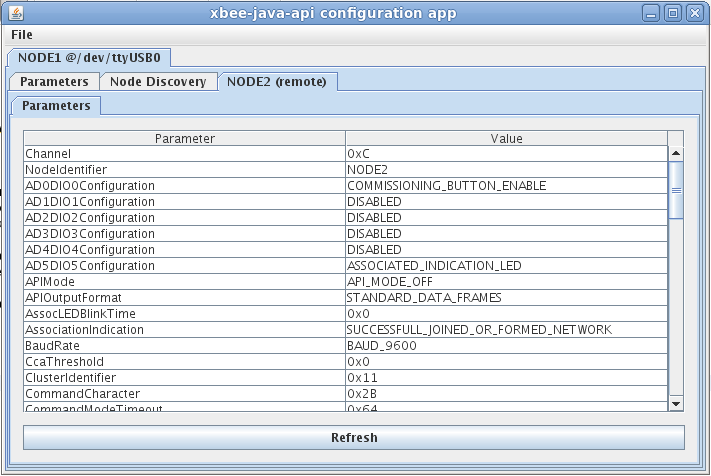 xbee-java-api configuration app
File
NODE1 @/dev/ttyUSB0
Parameters Node Discovery NODE2 (remote)
Parameters
Parameter Value
Channel 0xC
NodeIdentifier NODE2
AD0DIO0Configuration COMMISSIONING_BUTTON_ENABLE
AD1DIO1Configuration DISABLED
AD2DIO2Configuration DISABLED
AD3DIO3Configuration DISABLED
AD4DIO4Configuration DISABLED
AD5DIO5Configuration ASSOCIATED_INDICATION_LED
APIMode API_MODE_OFF
APIOutputFormat STANDARD_DATA_FRAMES
AssocLEDBlinkTime 0x0
AssociationIndication SUCCESSFULL_JOINED_OR_FORMED_NETWORK
BaudRate BAUD_9600
CcaThreshold 0x0
ClusterIdentifier 0x11
CommandCharacter 0x2B
CommandModeTimeout 0x64
Refresh